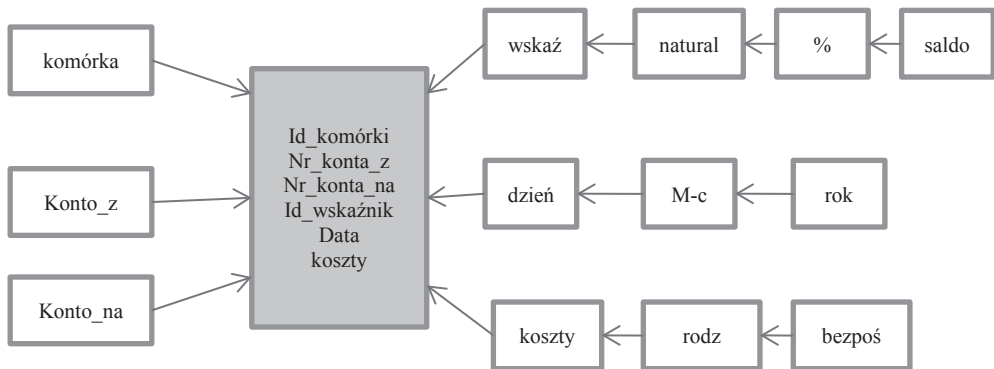 komórka
Konto_z
Konto_na
Id_komórki
Nr_konta_z
Nr_konta_na
Id_wskaźnik
Data
koszty
wskaź
natural
%
saldo
dzień
M-c
rok
koszty
rodz
bezpoś